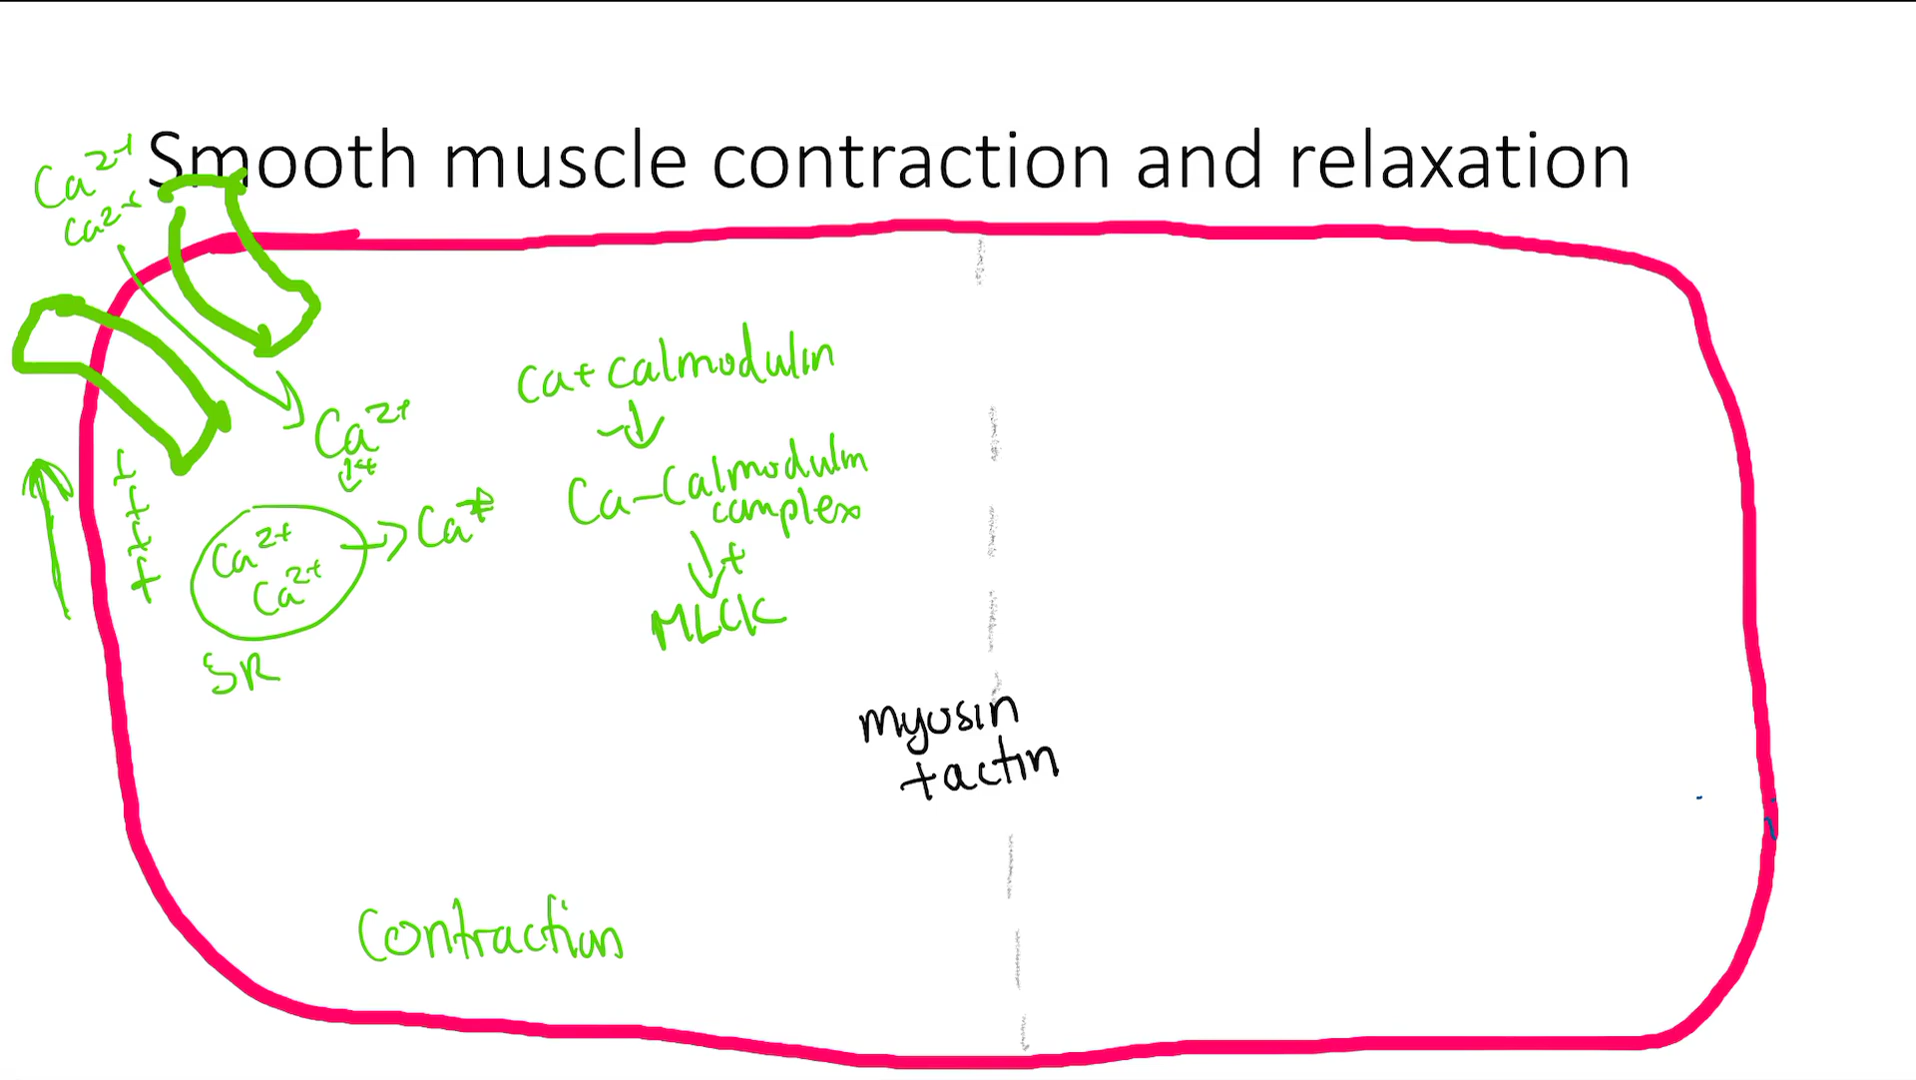 Smooth muscle contraction and relaxation
Ca2+
Ca2+
Ca2+
Ca2+
Ca2+
SR
Ca+ calmodulin
Ca-Calmodulin
complex
+
MLCK
myosin
+actin
Contraction